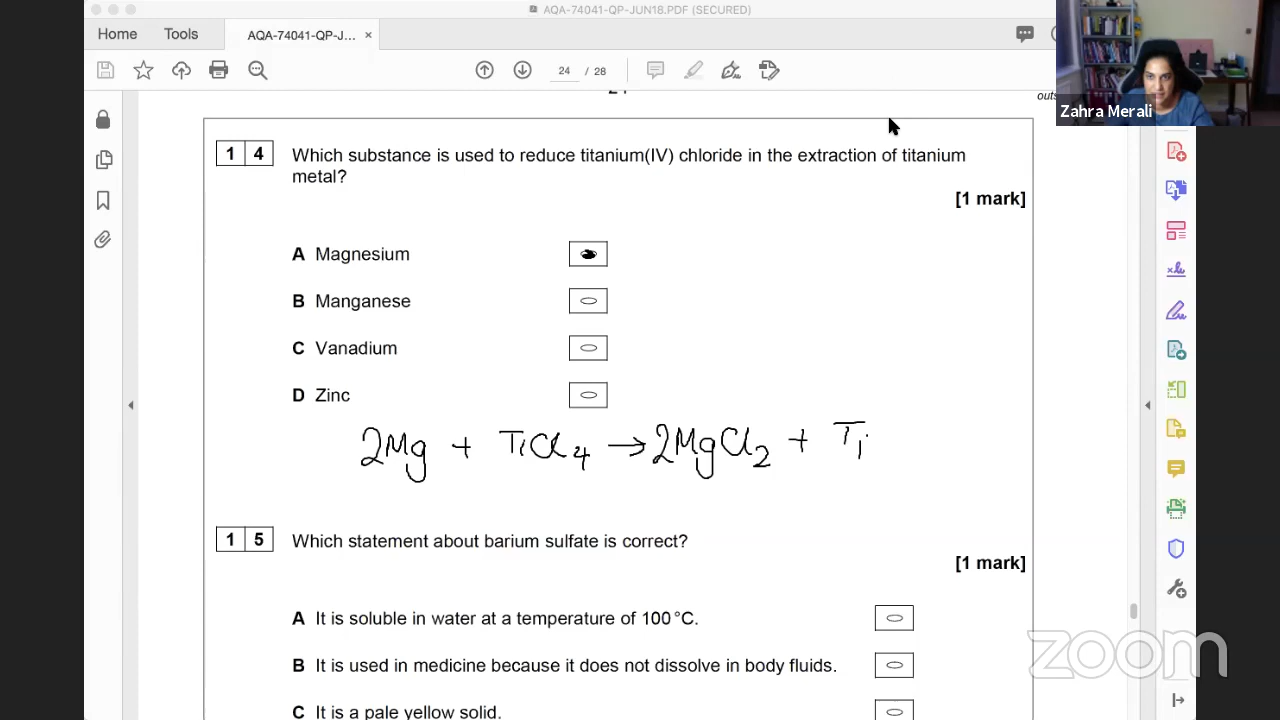 AQA-74041-QP-JUN18.PDF (SECURED)
Home Tools AQA-74041-QP-J... ×
24 / 28
outs
Zahra Merali
1 4 Which substance is used to reduce titanium(IV) chloride in the extraction of titanium
metal?
[1 mark]
A Magnesium
B Manganese
C Vanadium
D Zinc
2Mg + TiCl4 → 2MgCl2 + Ti
1 5 Which statement about barium sulfate is correct?
[1 mark]
A It is soluble in water at a temperature of 100 °C.
B It is used in medicine because it does not dissolve in body fluids.
C It is a pale yellow solid.
zoom